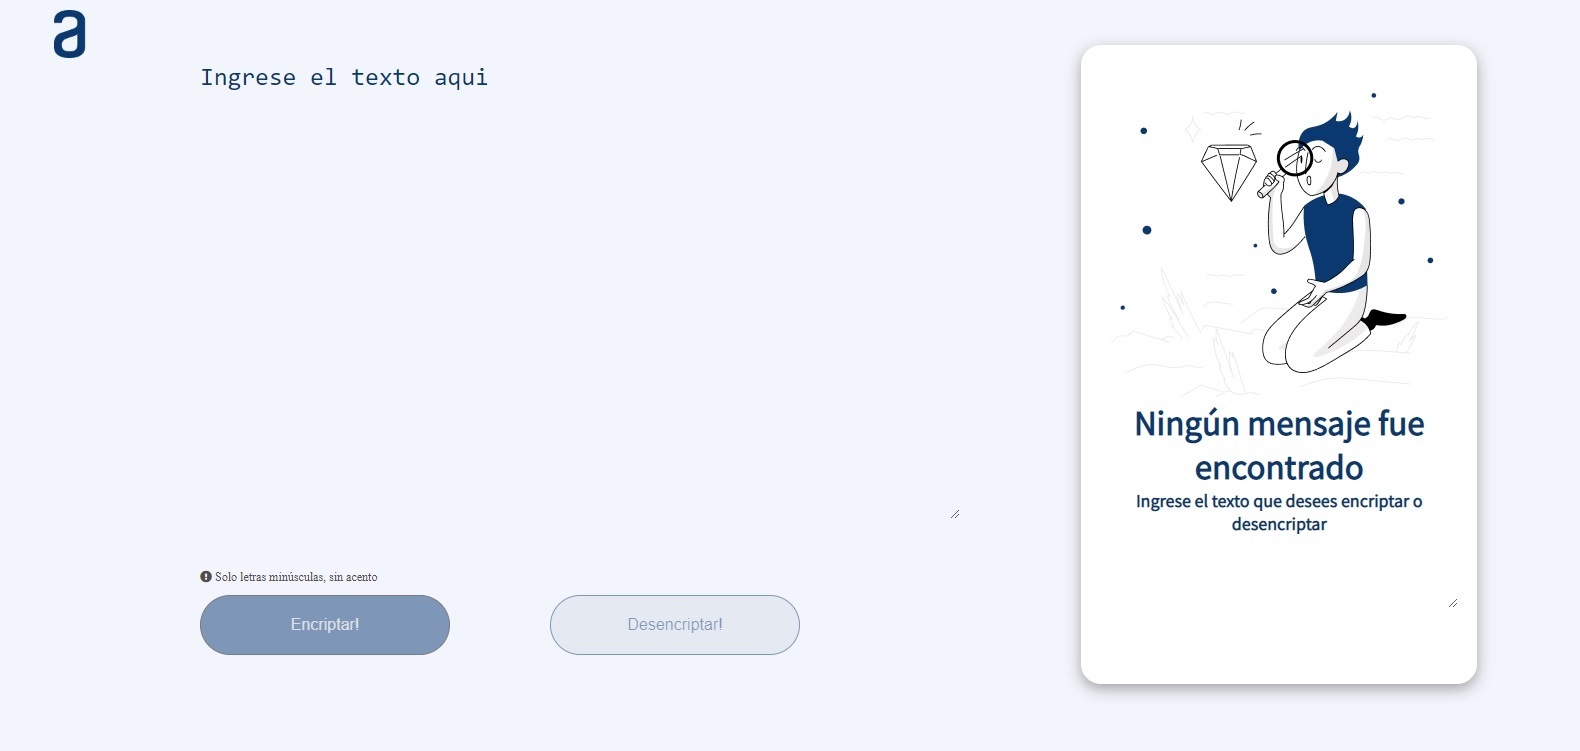 a
Ingrese el texto aqui
Solo letras minúsculas, sin acento
Encriptar!
Desencriptar!
Ningún mensaje fue
encontrado
Ingrese el texto que desees encriptar o
desencriptar